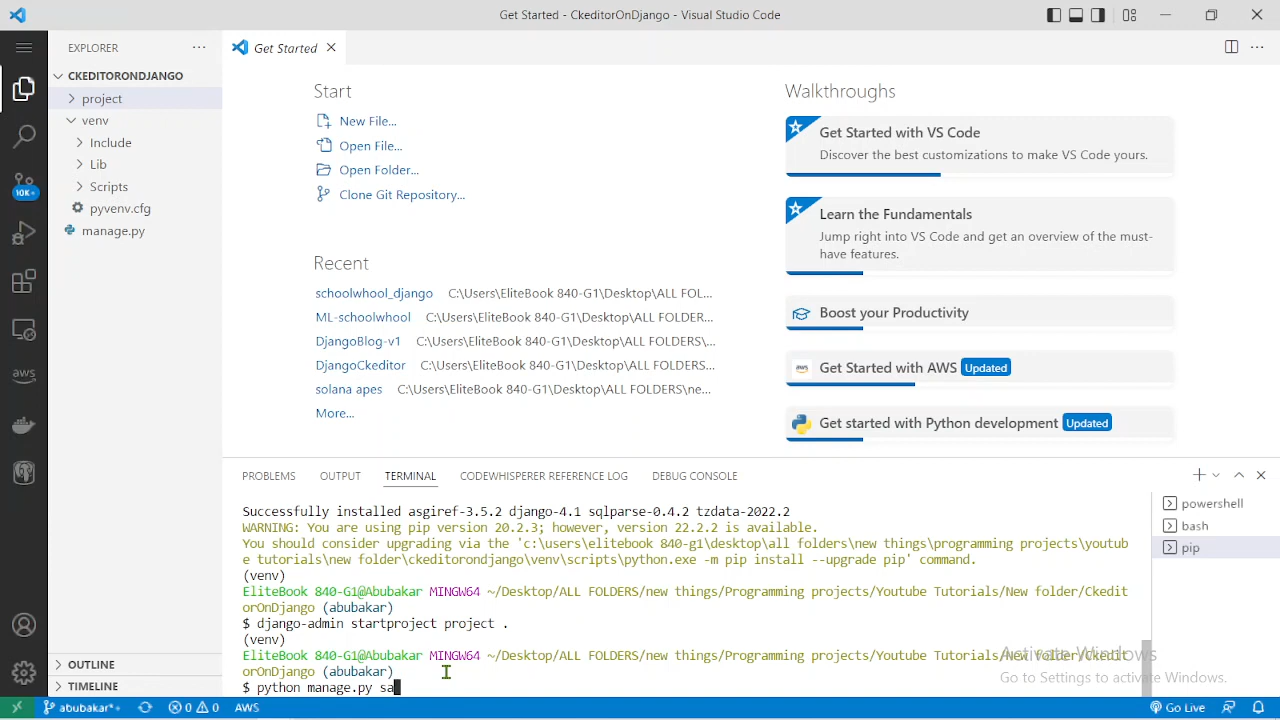 Get Started - CkeditorOnDjango - Visual Studio Code
EXPLORER
CKEDITORONDJANGO
project
venv
Include
Lib
Scripts
pyvenv.cfg
manage.py
OUTLINE
TIMELINE
10K+
aws
Get Started
Start
New File...
Open File...
Open Folder...
Clone Git Repository...
Recent
schoolwhool_django C:\Users\EliteBook 840-G1\Desktop\ALL FOL...
ML-schoolwhool C:\Users\EliteBook 840-G1\Desktop\ALL FOLDER...
DjangoBlog-v1 C:\Users\EliteBook 840-G1\Desktop\ALL FOLDERS\...
DjangoCkeditor C:\Users\EliteBook 840-G1\Desktop\ALL FOLDERS...
solana apes C:\Users\EliteBook 840-G1\Desktop\ALL FOLDERS\ne...
More...
Walkthroughs
Get Started with VS Code
Discover the best customizations to make VS Code yours.
Learn the Fundamentals
Jump right into VS Code and get an overview of the must-
have features.
Boost your Productivity
aws Get Started with AWS Updated
Get started with Python development Updated
PROBLEMS OUTPUT TERMINAL CODEWHISPERER REFERENCE LOG DEBUG CONSOLE
Successfully installed asgiref-3.5.2 django-4.1 sqlparse-0.4.2 tzdata-2022.2
WARNING: You are using pip version 20.2.3; however, version 22.2.2 is available.
You should consider upgrading via the 'c:\users\elitebook 840-g1\desktop\all folders\new things\programming projects\youtub
e tutorials\new folder\ckeditorondjango\venv\scripts\python.exe -m pip install --upgrade pip' command.
(venv)
EliteBook 840-G1@Abubakar MINGW64 ~/Desktop/ALL FOLDERS/new things/Programming projects/Youtube Tutorials/New folder/Ckedit
orOnDjango (abubakar)
$ django-admin startproject project .
(venv)
EliteBook 840-G1@Abubakar MINGW64 ~/Desktop/ALL FOLDERS/new things/Programming projects/Youtube Tutorials/New folder/Ckedit
orOnDjango (abubakar)
$ python manage.py sa
powershell
bash
pip
Activate Windows
Go to Settings to activate Windows.
abubakar*+ 0 0 AWS Go Live